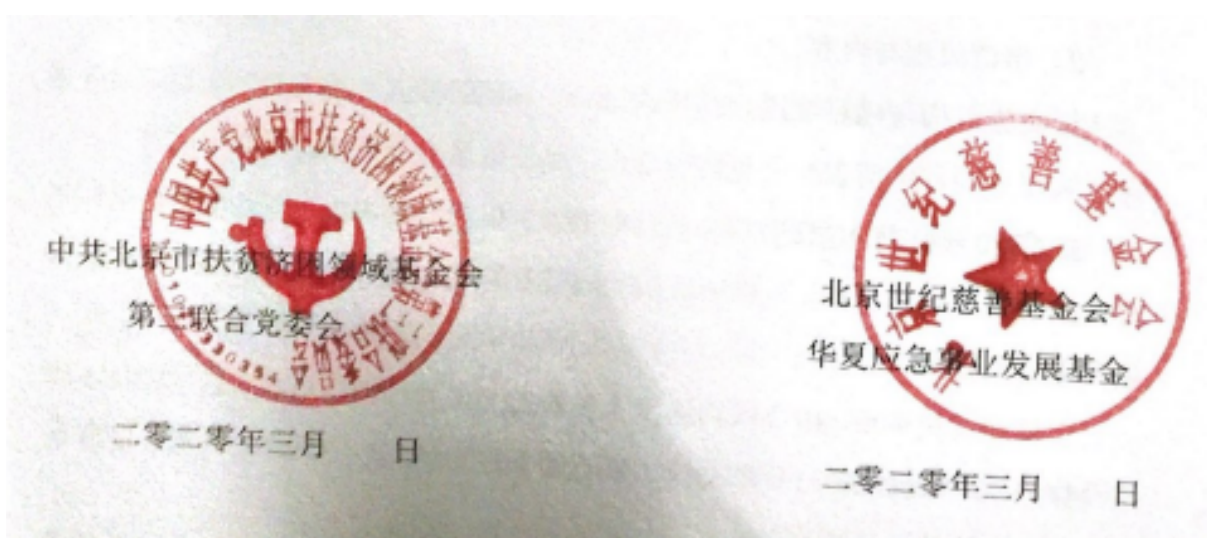 中国共产党北京市扶贫济困领域基金会
中共北京市扶贫济困领域基金会
联合党委会
二零二零年三月 日
北京世纪慈善基金会
北京世纪慈善基金会
华夏应急事业发展基金
二零二零年三月 日